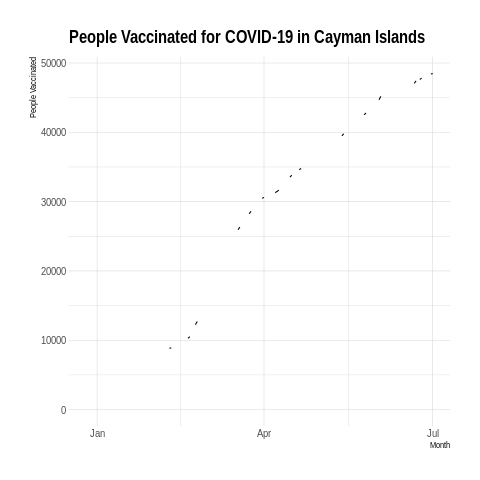 People Vaccinated for COVID-19 in Cayman Islands
People Vaccinated
50000
40000
30000
20000
10000
0
Jan
Apr
Jul
Month